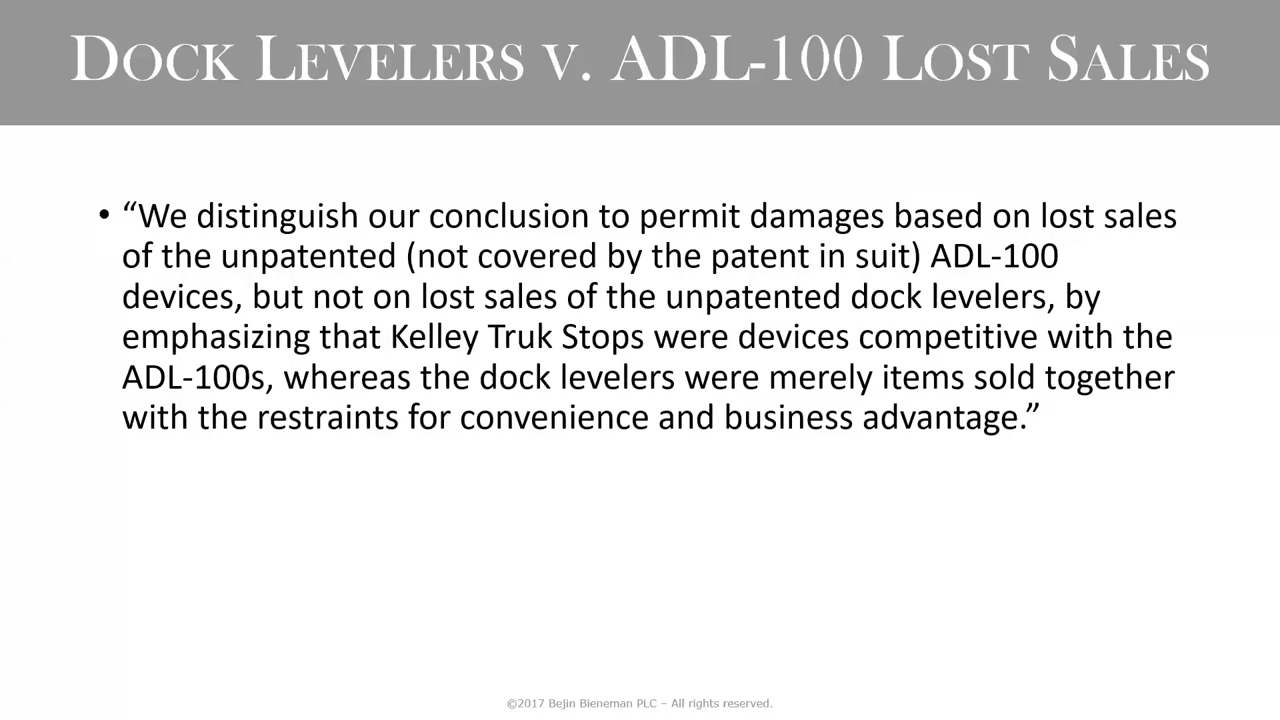 DOCK LEVELERS V. ADL-100 LOST SALES
• “We distinguish our conclusion to permit damages based on lost sales
of the unpatented (not covered by the patent in suit) ADL-100
devices, but not on lost sales of the unpatented dock levelers, by
emphasizing that Kelley Truk Stops were devices competitive with the
ADL-100s, whereas the dock levelers were merely items sold together
with the restraints for convenience and business advantage.”
©2017 Bejin Bieneman PLC – All rights reserved.